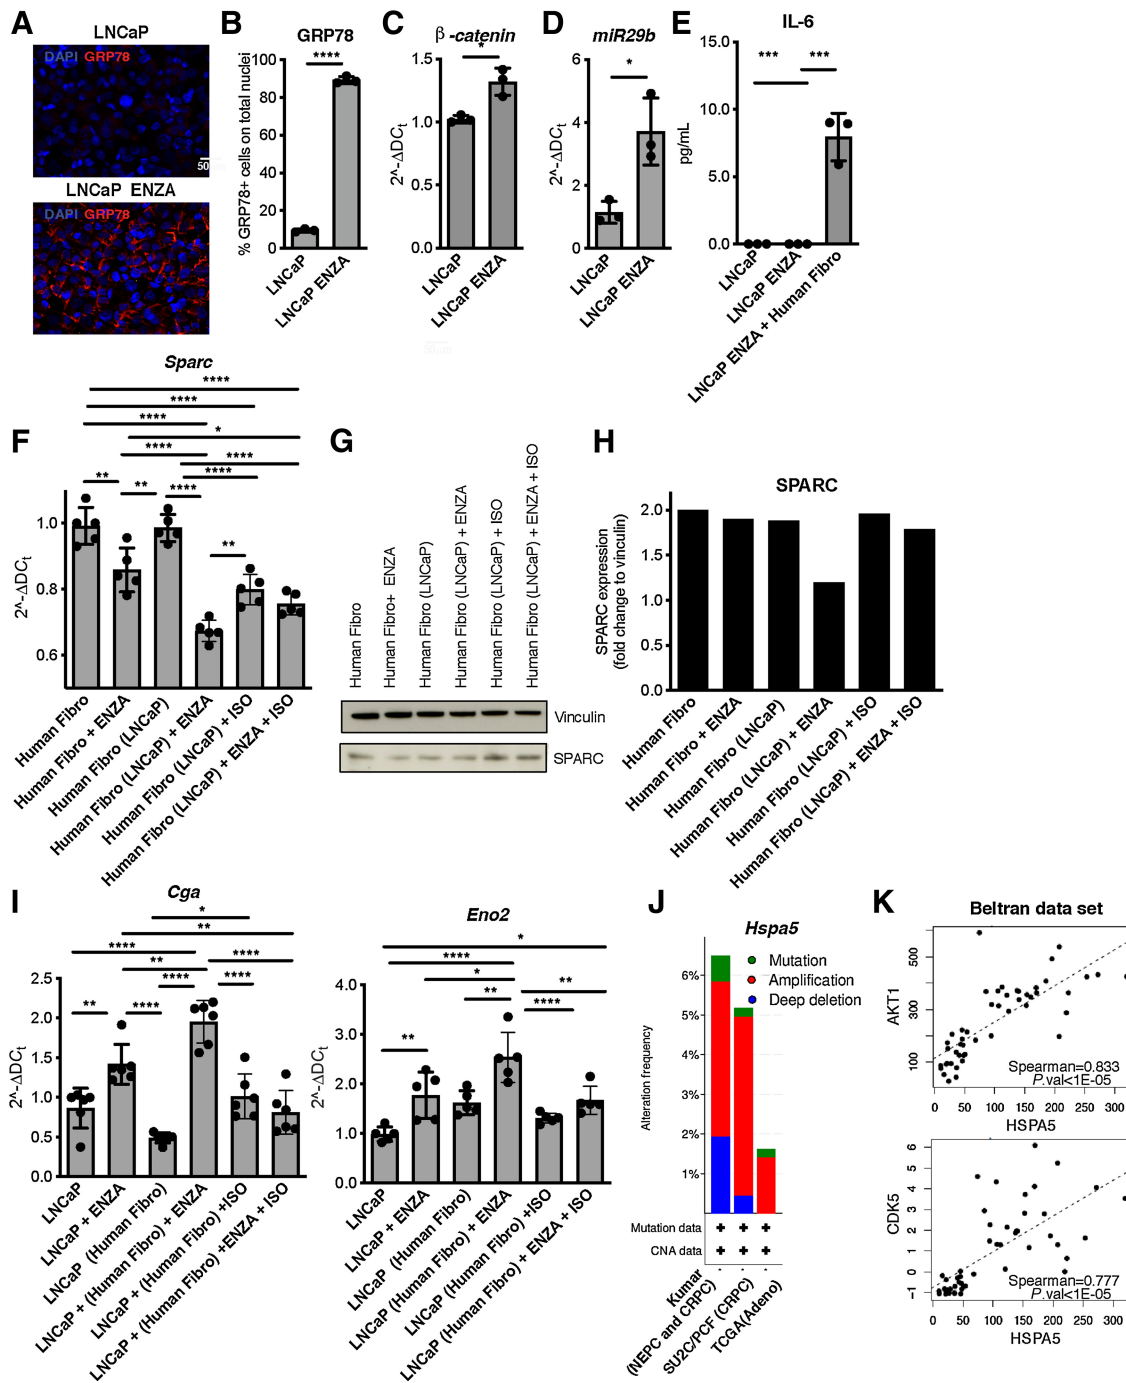 A
LNCaP
DAPI GRP78
50
LNCaP ENZA
DAPI GRP78
B
GRP78
****
% GRP78+ cells on total nuclei
100
80
60
40
20
0
LNCaP
LNCaP ENZA
C
β-catenin
*
2^-ΔDCt
1.5
1.0
0.5
0.0
LNCaP
LNCaP ENZA
D
miR29b
*
2^-ΔDCt
6
4
2
0
LNCaP
LNCaP ENZA
E
IL-6
*** ***
pg/mL
15.0
10.0
5.0
0.0
LNCaP
LNCaP ENZA
LNCaP ENZA + Human Fibro
F
Sparc
****
****
****
*
****
****
****
** ** **** **
2^-ΔDCt
1.0
0.8
0.6
Human Fibro
Human Fibro + ENZA
Human Fibro (LNCaP)
Human Fibro (LNCaP) + ENZA
Human Fibro (LNCaP) + ISO
Human Fibro (LNCaP) + ENZA + ISO
G
Human Fibro
Human Fibro+ ENZA
Human Fibro (LNCaP)
Human Fibro (LNCaP) + ENZA
Human Fibro (LNCaP) + ISO
Human Fibro (LNCaP) + ENZA + ISO
Vinculin
SPARC
H
SPARC
SPARC expression
(fold change to vinculin)
2.0
1.5
1.0
0.5
0.0
Human Fibro
Human Fibro + ENZA
Human Fibro (LNCaP)
Human Fibro (LNCaP) + ENZA
Human Fibro (LNCaP) + ISO
Human Fibro (LNCaP) + ENZA + ISO
I
Cga
*
**
****
** ****
** **** **** ****
2^-ΔDCt
2.5
2.0
1.5
1.0
0.5
0.0
LNCaP
LNCaP + ENZA
LNCaP (Human Fibro)
LNCaP + (Human Fibro) + ENZA
LNCaP + (Human Fibro) +ISO
LNCaP + (Human Fibro) +ENZA + ISO
Eno2
*
****
* **
** ****
**
2^-ΔDCt
4.0
3.0
2.0
1.0
0.0
LNCaP
LNCaP + ENZA
LNCaP (Human Fibro)
LNCaP (Human Fibro) + ENZA
LNCaP (Human Fibro) +ISO
LNCaP (Human Fibro) + ENZA + ISO
J
Hspa5
Mutation
Amplification
Deep deletion
Alteration frequency
6%
5%
4%
3%
2%
1%
Mutation data + + +
CNA data + + +
Kumar
(NEPC and CRPC)
SU2C/PCF (CRPC)
TCGA(Adeno)
K
Beltran data set
AKT1
500
300
100
Spearman=0.833
P.val<1E-05
0 50 100 150 200 250 300
HSPA5
CDK5
6
5
4
3
2
1
0
-1
Spearman=0.777
P.val<1E-05
0 50 100 150 200 250 300
HSPA5